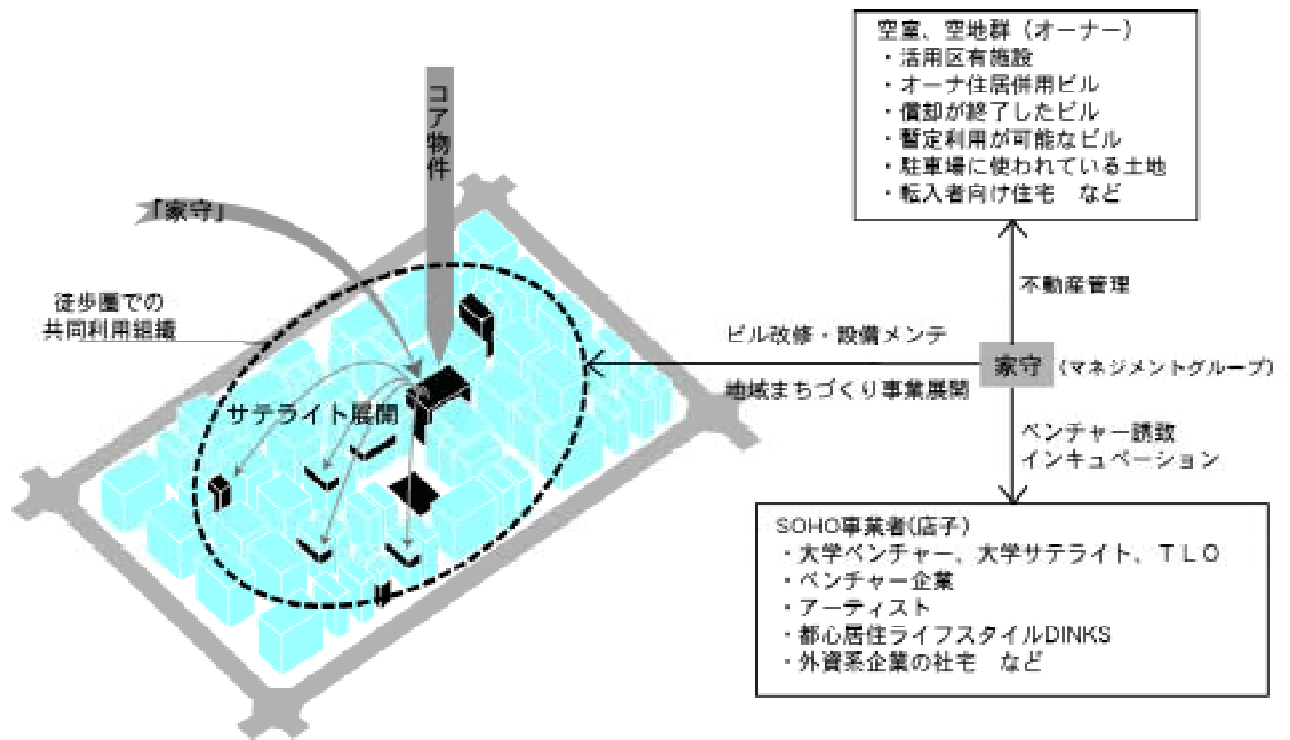 コア物件
「家守」
徒歩圏での
共同利用組織
サテライト展開
空室、空地群（オーナー）
・活用区有施設
・オーナ住居併用ビル
・償却が終了したビル
・暫定利用が可能なビル
・駐車場に使われている土地
・転入者向け住宅　など
不動産管理
ビル改修・設備メンテ
家守（マネジメントグループ）
地域まちづくり事業展開
ベンチャー誘致
インキュベーション
SOHO事業者(店子)
・大学ベンチャー、大学サテライト、ＴＬＯ
・ベンチャー企業
・アーティスト
・都心居住ライフスタイルDINKS
・外資系企業の社宅　など